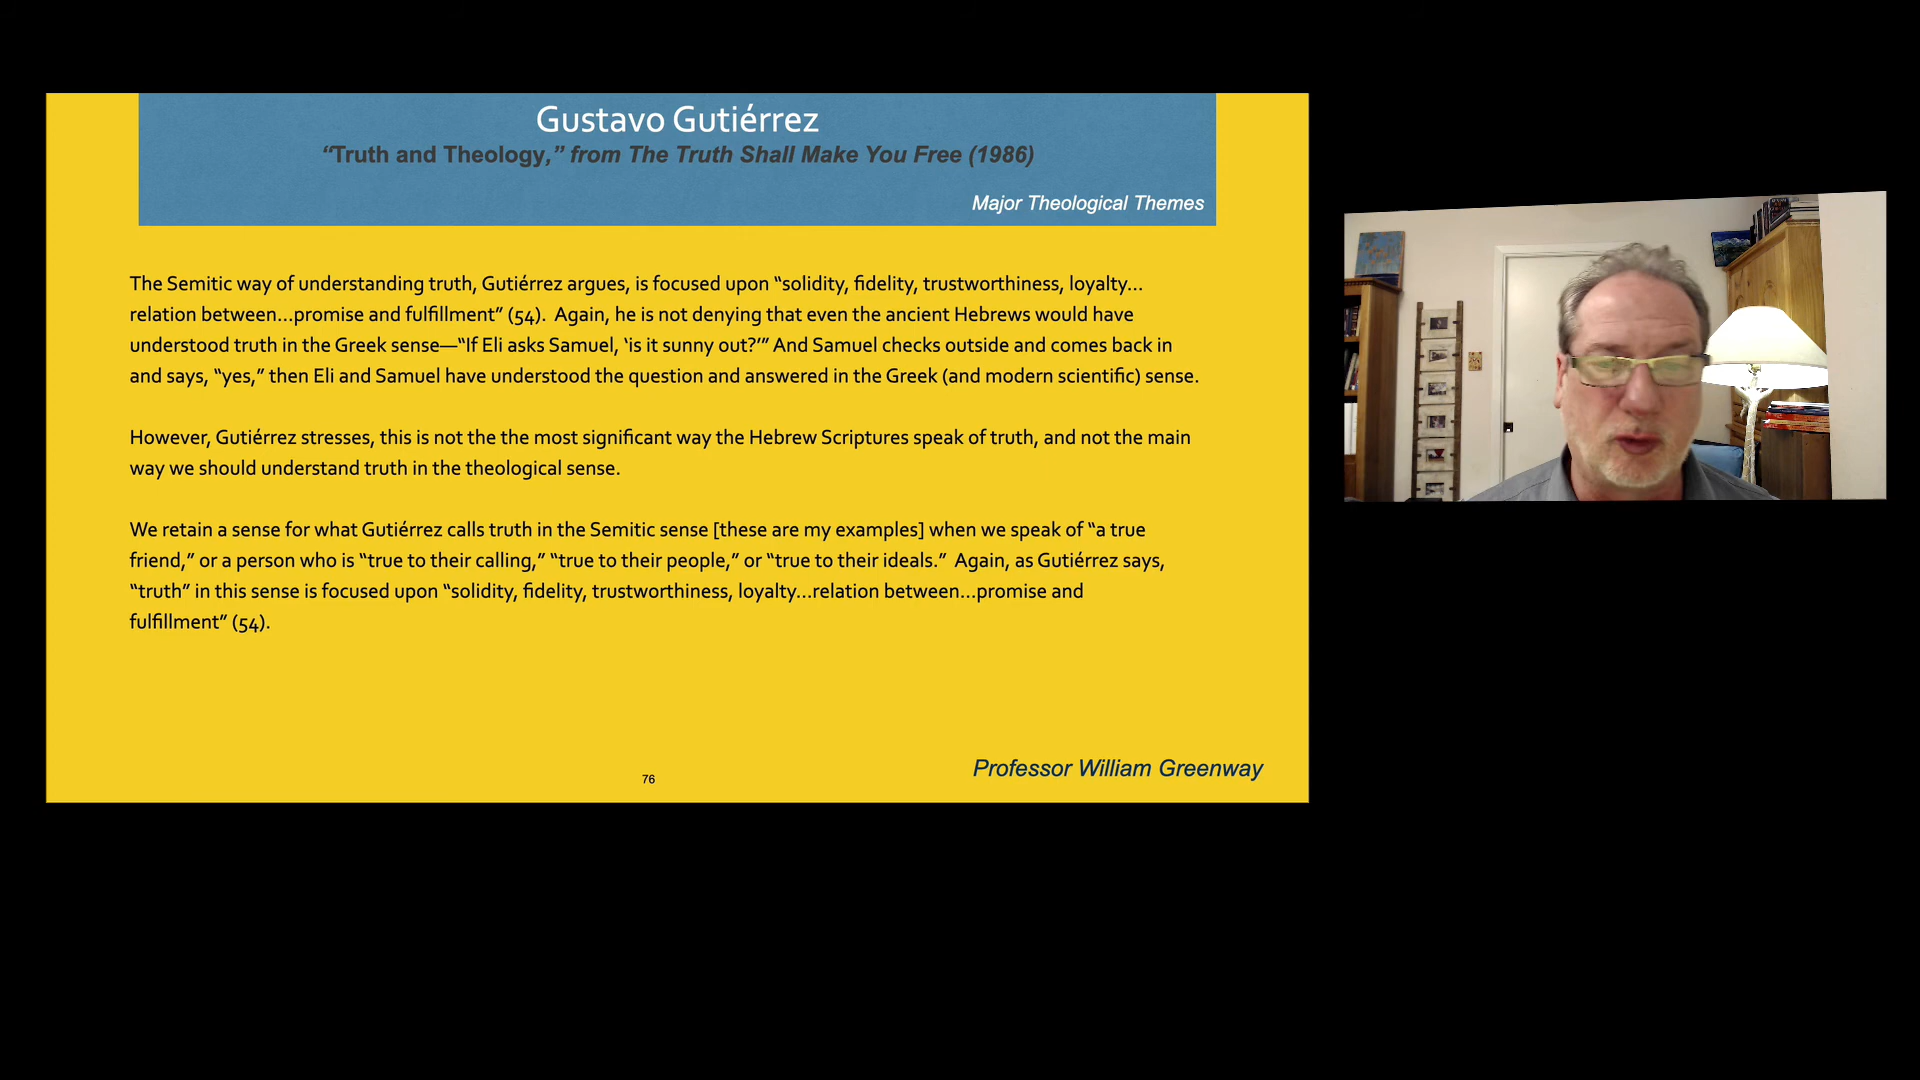 Gustavo Gutiérrez
“Truth and Theology,” from The Truth Shall Make You Free (1986)
Major Theological Themes
The Semitic way of understanding truth, Gutiérrez argues, is focused upon “solidity, fidelity, trustworthiness, loyalty…
relation between…promise and fulfillment” (54).  Again, he is not denying that even the ancient Hebrews would have
understood truth in the Greek sense—“If Eli asks Samuel, ‘is it sunny out?’” And Samuel checks outside and comes back in
and says, “yes,” then Eli and Samuel have understood the question and answered in the Greek (and modern scientific) sense.
However, Gutiérrez stresses, this is not the the most significant way the Hebrew Scriptures speak of truth, and not the main
way we should understand truth in the theological sense.
We retain a sense for what Gutiérrez calls truth in the Semitic sense [these are my examples] when we speak of “a true
friend,” or a person who is “true to their calling,” “true to their people,” or “true to their ideals.”  Again, as Gutiérrez says,
“truth” in this sense is focused upon “solidity, fidelity, trustworthiness, loyalty…relation between…promise and
fulfillment” (54).
76
Professor William Greenway